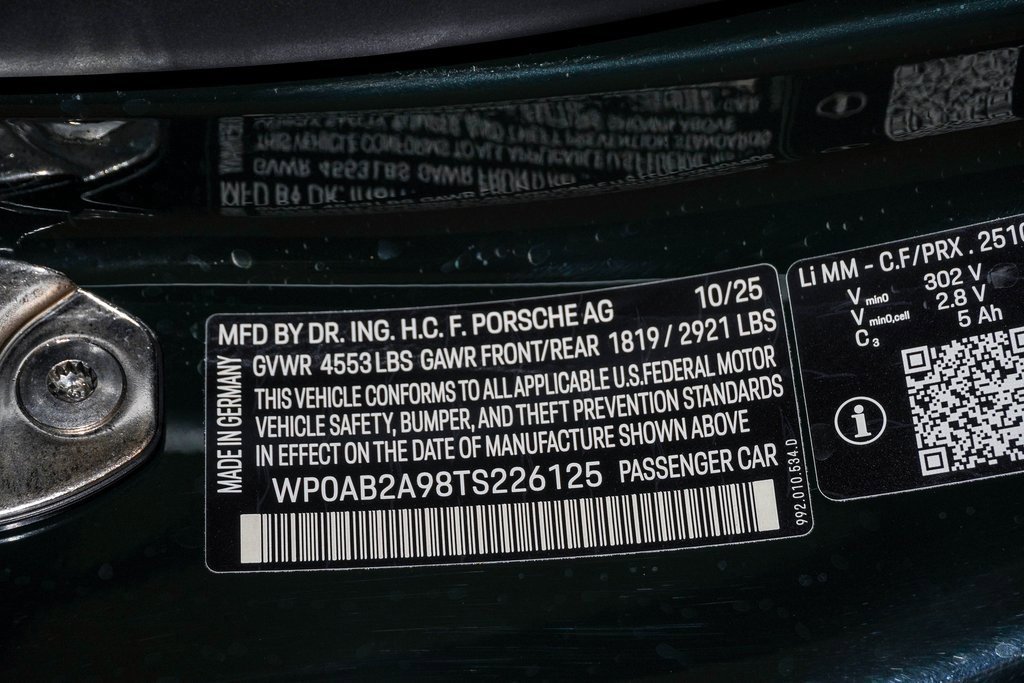 MFD BY DR. ING. H.C. F. PORSCHE AG 10/25
GVWR 4553 LBS GAWR FRONT/REAR 1819 / 2921 LBS
THIS VEHICLE CONFORMS TO ALL APPLICABLE U.S.FEDERAL MOTOR
VEHICLE SAFETY, BUMPER, AND THEFT PREVENTION STANDARDS
IN EFFECT ON THE DATE OF MANUFACTURE SHOWN ABOVE
WP0AB2A98TS226125 PASSENGER CAR
MADE IN GERMANY
992.010.534.D
Li MM - C.F/PRX . 2510
V min0 302 V
V min0,cell 2.8 V
C 3 5 Ah